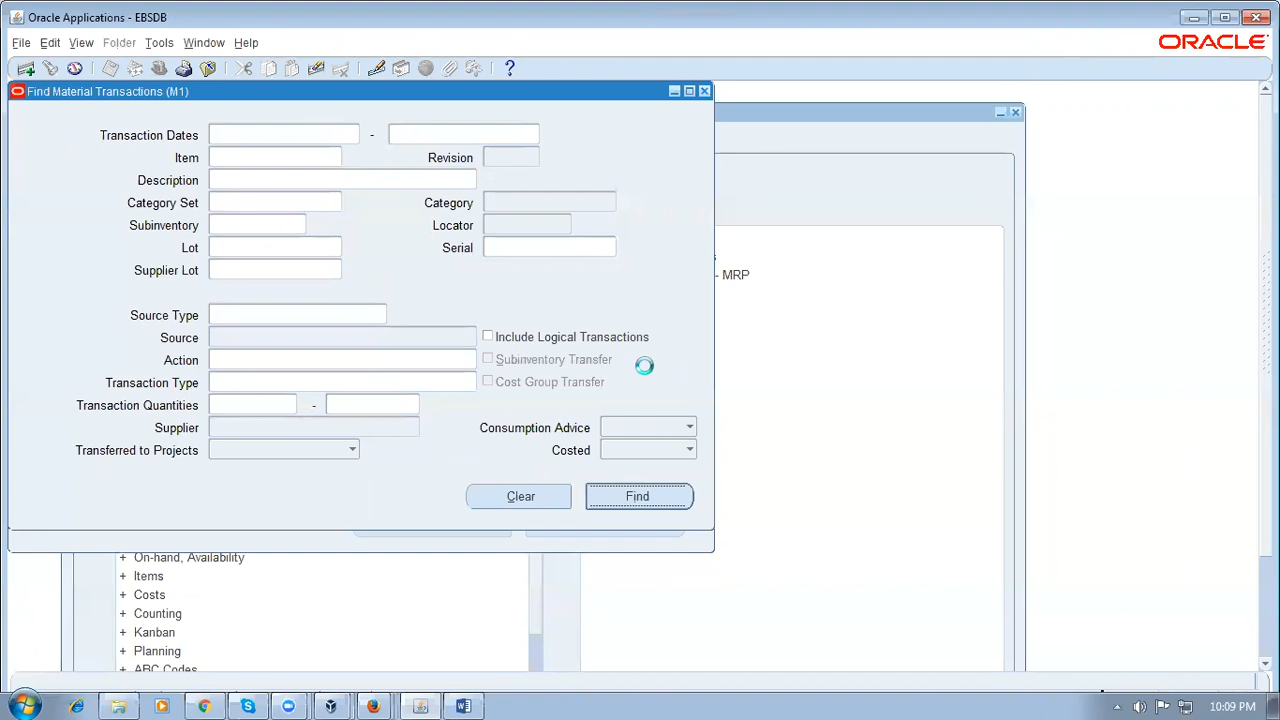 Oracle Applications - EBSDB
File Edit View Folder Tools Window Help
ORACLE
?
Find Material Transactions (M1)
Transaction Dates -
Item Revision
Description
Category Set Category
Subinventory Locator
Lot Serial
Supplier Lot
- MRP
Source Type
Source Include Logical Transactions
Action Subinventory Transfer
Transaction Type Cost Group Transfer
Transaction Quantities -
Supplier Consumption Advice
Transferred to Projects Costed
Clear Find
+ On-hand, Availability
+ Items
+ Costs
+ Counting
+ Kanban
+ Planning
+ ABC Codes
10:09 PM